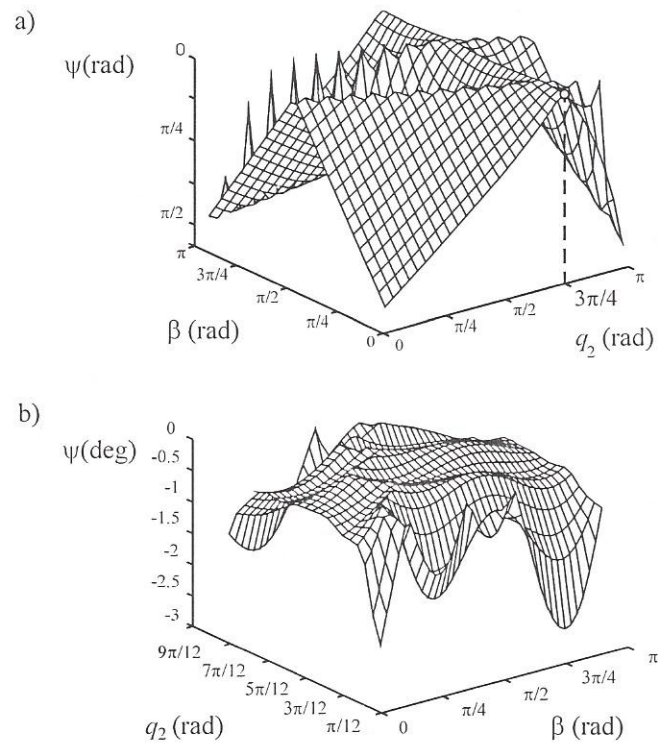 a)
ψ(rad)
0
π/4
π/2
π
3π/4
π/2
π/4
0
β (rad)
0
π/4
π/2
3π/4
π
q2 (rad)
b)
ψ(deg)
0
-0.5
-1
-1.5
-2
-2.5
-3
9π/12
7π/12
5π/12
3π/12
π/12
q2 (rad)
0
π/4
π/2
3π/4
π
β (rad)